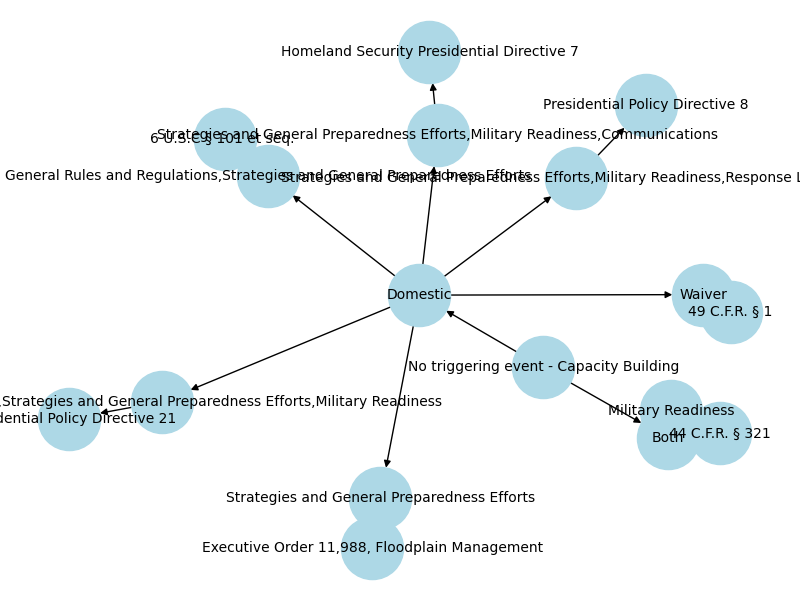 Homeland Security Presidential Directive 7
Presidential Policy Directive 8
Strategies and General Preparedness Efforts,Military Readiness,Communications
6 U.S.C § 101 et seq.
General Rules and Regulations,Strategies and General Preparedness Efforts
Strategies and General Preparedness Efforts,Military Readiness,Response L
Domestic
Waiver
49 C.F.R. § 1
No triggering event - Capacity Building
,Strategies and General Preparedness Efforts,Military Readiness
dential Policy Directive 21
Military Readiness
44 C.F.R. § 321
Both
Strategies and General Preparedness Efforts
Executive Order 11,988, Floodplain Management